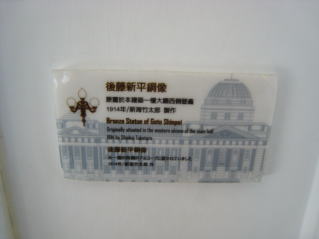 後藤新平銅像
原置於本建築一樓大廳西側壁龕
1914年/新海竹太郎 製作
Bronze Statue of Goto Shinpei
Originally situated in the western alcove of the main hall
1914 by Shinkai Taketaro
後藤新平銅像